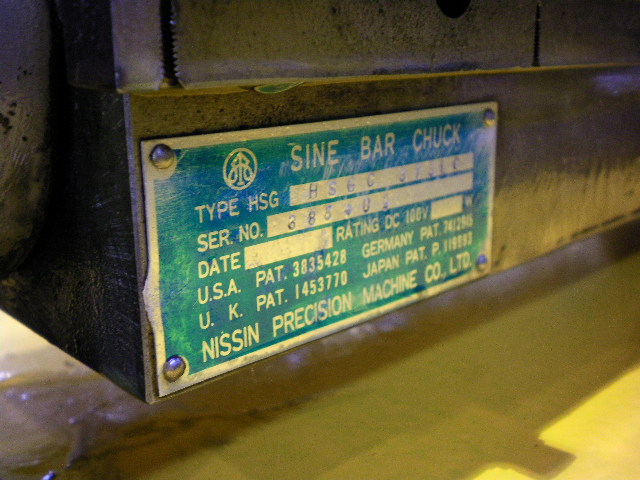 SINE BAR CHUCK
TYPE HSG
SER. NO.
DATE RATING DC 100V W
U.S.A. PAT. 3835428 GERMANY PAT. 7412915
U. K. PAT. 1453770 JAPAN PAT. P.
NISSIN PRECISION MACHINE CO., LTD.